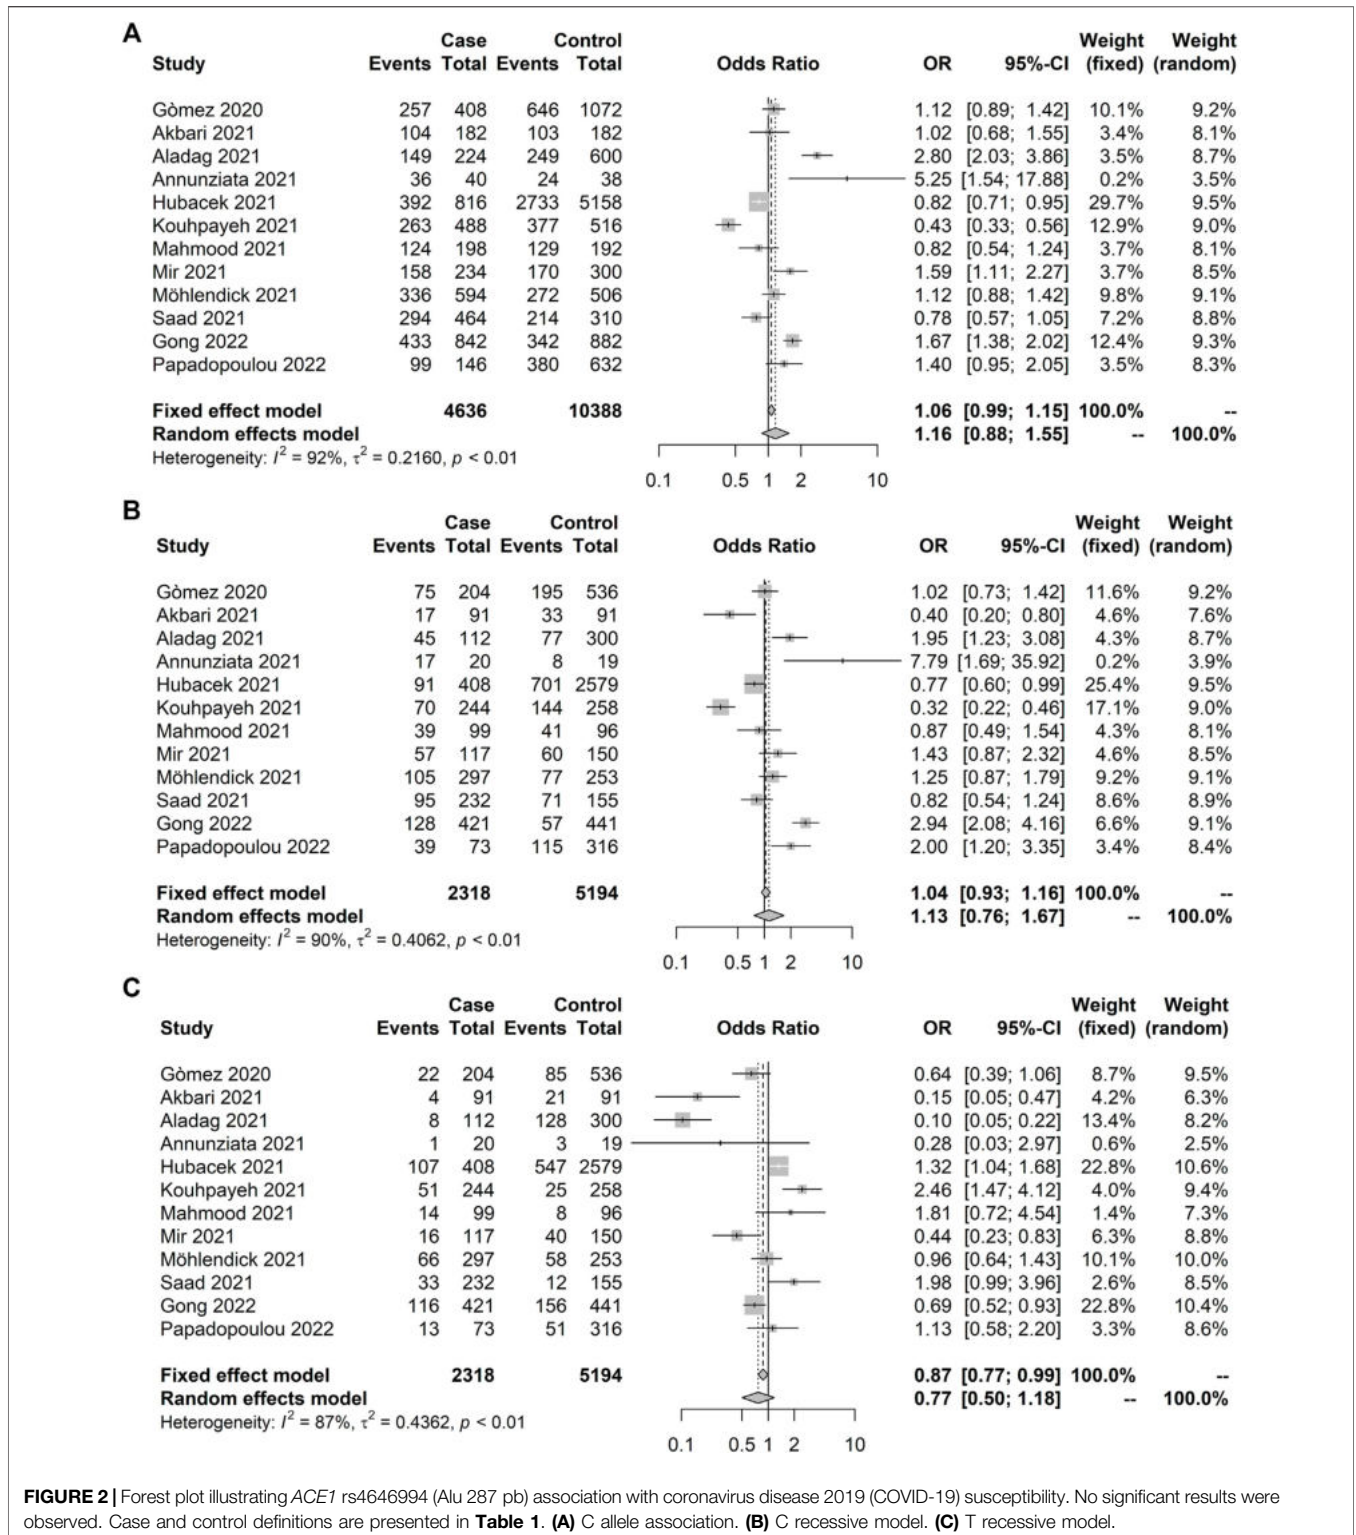 A
Case Control Weight Weight
Study Events Total Events Total Odds Ratio OR 95%-CI (fixed) (random)
Gòmez 2020 257 408 646 1072 1.12 [0.89; 1.42] 10.1% 9.2%
Akbari 2021 104 182 103 182 1.02 [0.68; 1.55] 3.4% 8.1%
Aladag 2021 149 224 249 600 2.80 [2.03; 3.86] 3.5% 8.7%
Annunziata 2021 36 40 24 38 5.25 [1.54; 17.88] 0.2% 3.5%
Hubacek 2021 392 816 2733 5158 0.82 [0.71; 0.95] 29.7% 9.5%
Kouhpayeh 2021 263 488 377 516 0.43 [0.33; 0.56] 12.9% 9.0%
Mahmood 2021 124 198 129 192 0.82 [0.54; 1.24] 3.7% 8.1%
Mir 2021 158 234 170 300 1.59 [1.11; 2.27] 3.7% 8.5%
Möhlendick 2021 336 594 272 506 1.12 [0.88; 1.42] 9.8% 9.1%
Saad 2021 294 464 214 310 0.78 [0.57; 1.05] 7.2% 8.8%
Gong 2022 433 842 342 882 1.67 [1.38; 2.02] 12.4% 9.3%
Papadopoulou 2022 99 146 380 632 1.40 [0.95; 2.05] 3.5% 8.3%
Fixed effect model 4636 10388 1.06 [0.99; 1.15] 100.0% --
Random effects model 1.16 [0.88; 1.55] -- 100.0%
Heterogeneity: I² = 92%, τ² = 0.2160, p < 0.01
0.1 0.5 1 2 10
B
Case Control Weight Weight
Study Events Total Events Total Odds Ratio OR 95%-CI (fixed) (random)
Gòmez 2020 75 204 195 536 1.02 [0.73; 1.42] 11.6% 9.2%
Akbari 2021 17 91 33 91 0.40 [0.20; 0.80] 4.6% 7.6%
Aladag 2021 45 112 77 300 1.95 [1.23; 3.08] 4.3% 8.7%
Annunziata 2021 17 20 8 19 7.79 [1.69; 35.92] 0.2% 3.9%
Hubacek 2021 91 408 701 2579 0.77 [0.60; 0.99] 25.4% 9.5%
Kouhpayeh 2021 70 244 144 258 0.32 [0.22; 0.46] 17.1% 9.0%
Mahmood 2021 39 99 41 96 0.87 [0.49; 1.54] 4.3% 8.1%
Mir 2021 57 117 60 150 1.43 [0.87; 2.32] 4.6% 8.5%
Möhlendick 2021 105 297 77 253 1.25 [0.87; 1.79] 9.2% 9.1%
Saad 2021 95 232 71 155 0.82 [0.54; 1.24] 8.6% 8.9%
Gong 2022 128 421 57 441 2.94 [2.08; 4.16] 6.6% 9.1%
Papadopoulou 2022 39 73 115 316 2.00 [1.20; 3.35] 3.4% 8.4%
Fixed effect model 2318 5194 1.04 [0.93; 1.16] 100.0% --
Random effects model 1.13 [0.76; 1.67] -- 100.0%
Heterogeneity: I² = 90%, τ² = 0.4062, p < 0.01
0.1 0.5 1 2 10
C
Case Control Weight Weight
Study Events Total Events Total Odds Ratio OR 95%-CI (fixed) (random)
Gòmez 2020 22 204 85 536 0.64 [0.39; 1.06] 8.7% 9.5%
Akbari 2021 4 91 21 91 0.15 [0.05; 0.47] 4.2% 6.3%
Aladag 2021 8 112 128 300 0.10 [0.05; 0.22] 13.4% 8.2%
Annunziata 2021 1 20 3 19 0.28 [0.03; 2.97] 0.6% 2.5%
Hubacek 2021 107 408 547 2579 1.32 [1.04; 1.68] 22.8% 10.6%
Kouhpayeh 2021 51 244 25 258 2.46 [1.47; 4.12] 4.0% 9.4%
Mahmood 2021 14 99 8 96 1.81 [0.72; 4.54] 1.4% 7.3%
Mir 2021 16 117 40 150 0.44 [0.23; 0.83] 6.3% 8.8%
Möhlendick 2021 66 297 58 253 0.96 [0.64; 1.43] 10.1% 10.0%
Saad 2021 33 232 12 155 1.98 [0.99; 3.96] 2.6% 8.5%
Gong 2022 116 421 156 441 0.69 [0.52; 0.93] 22.8% 10.4%
Papadopoulou 2022 13 73 51 316 1.13 [0.58; 2.20] 3.3% 8.6%
Fixed effect model 2318 5194 0.87 [0.77; 0.99] 100.0% --
Random effects model 0.77 [0.50; 1.18] -- 100.0%
Heterogeneity: I² = 87%, τ² = 0.4362, p < 0.01
0.1 0.5 1 2 10
FIGURE 2 | Forest plot illustrating ACE1 rs4646994 (Alu 287 pb) association with coronavirus disease 2019 (COVID-19) susceptibility. No significant results were
observed. Case and control definitions are presented in Table 1. (A) C allele association. (B) C recessive model. (C) T recessive model.